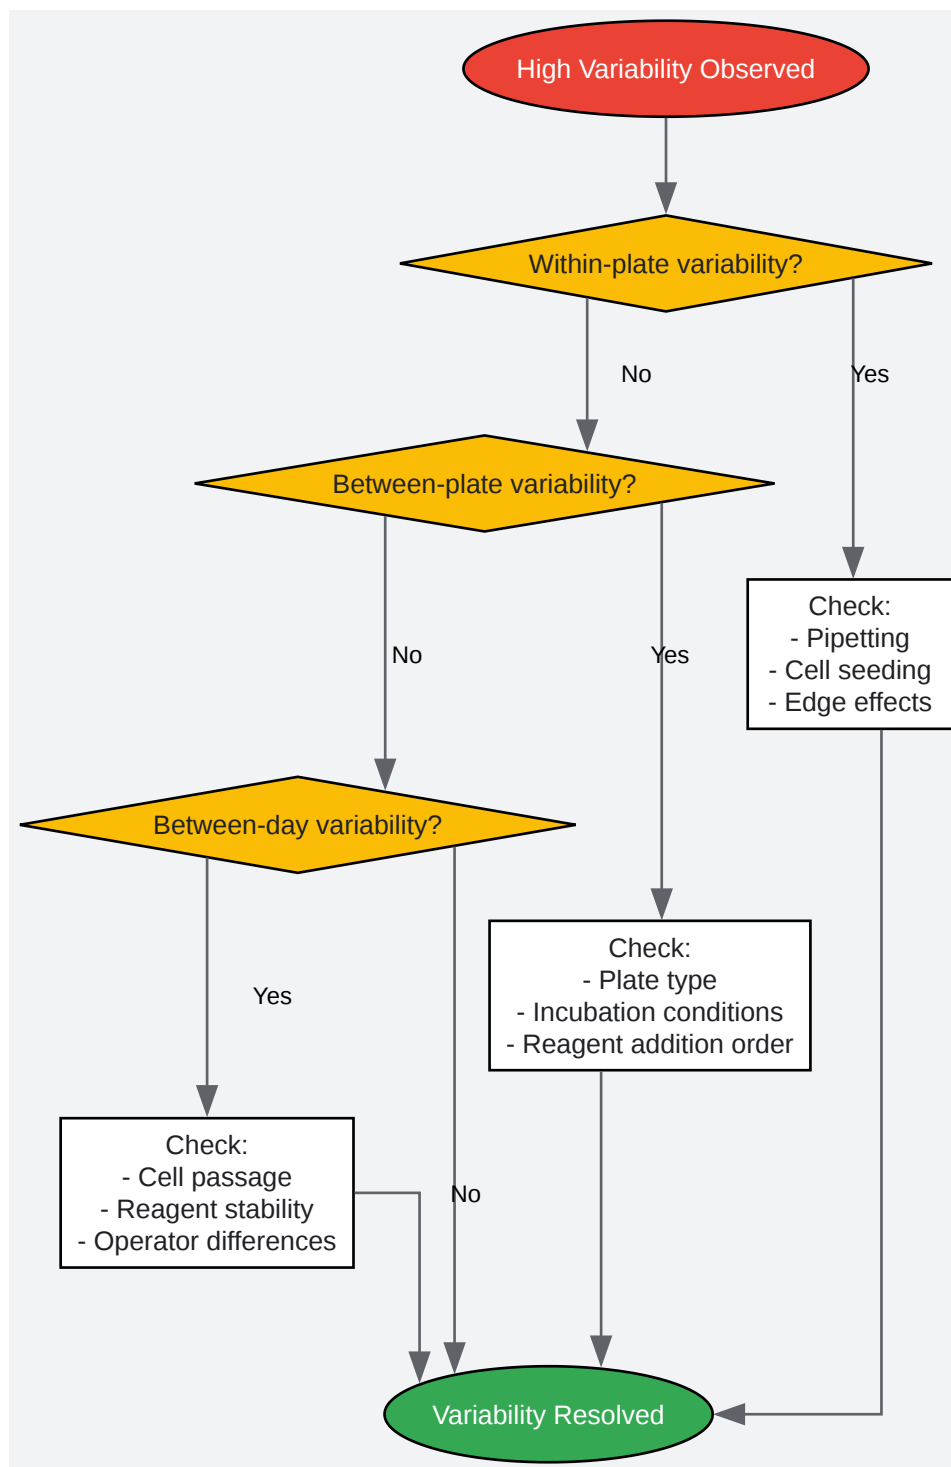 High Variability Observed
Within-plate variability?
No
Yes
Between-plate variability?
Check:
- Pipetting
- Cell seeding
- Edge effects
No
Yes
Between-day variability?
Check:
- Plate type
- Incubation conditions
- Reagent addition order
Yes
Check:
- Cell passage
- Reagent stability
- Operator differences
No
Variability Resolved